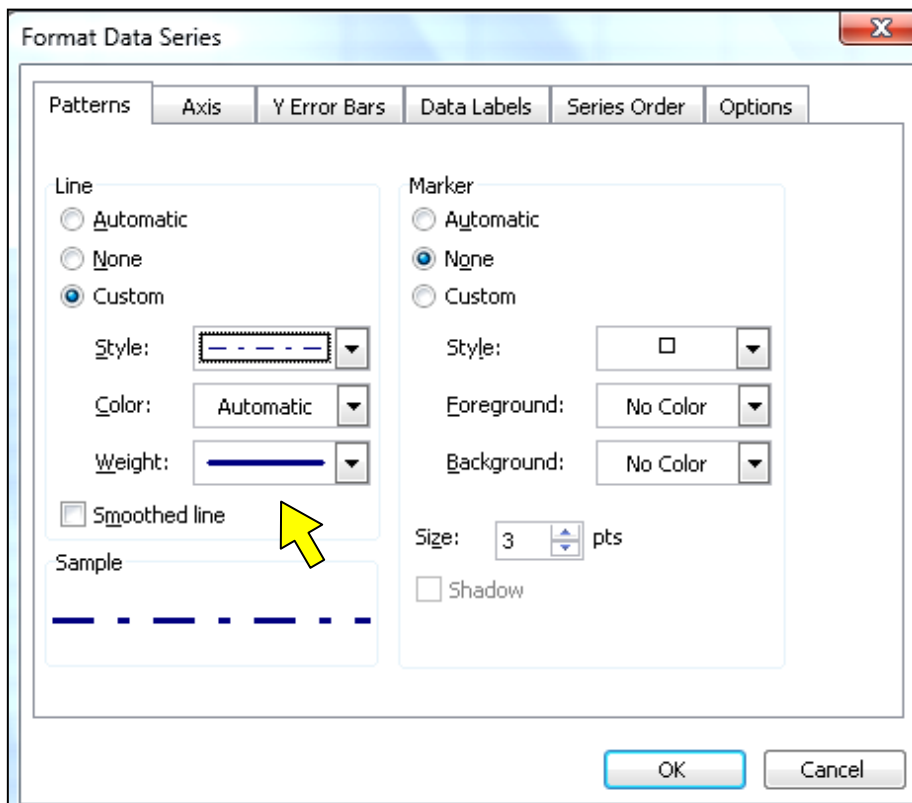 Format Data Series
X
Patterns Axis Y Error Bars Data Labels Series Order Options
Line
Automatic
None
Custom
Style:
Color: Automatic
Weight:
Smoothed line
Sample
Marker
Automatic
None
Custom
Style:
Foreground: No Color
Background: No Color
Size: 3 pts
Shadow
OK Cancel